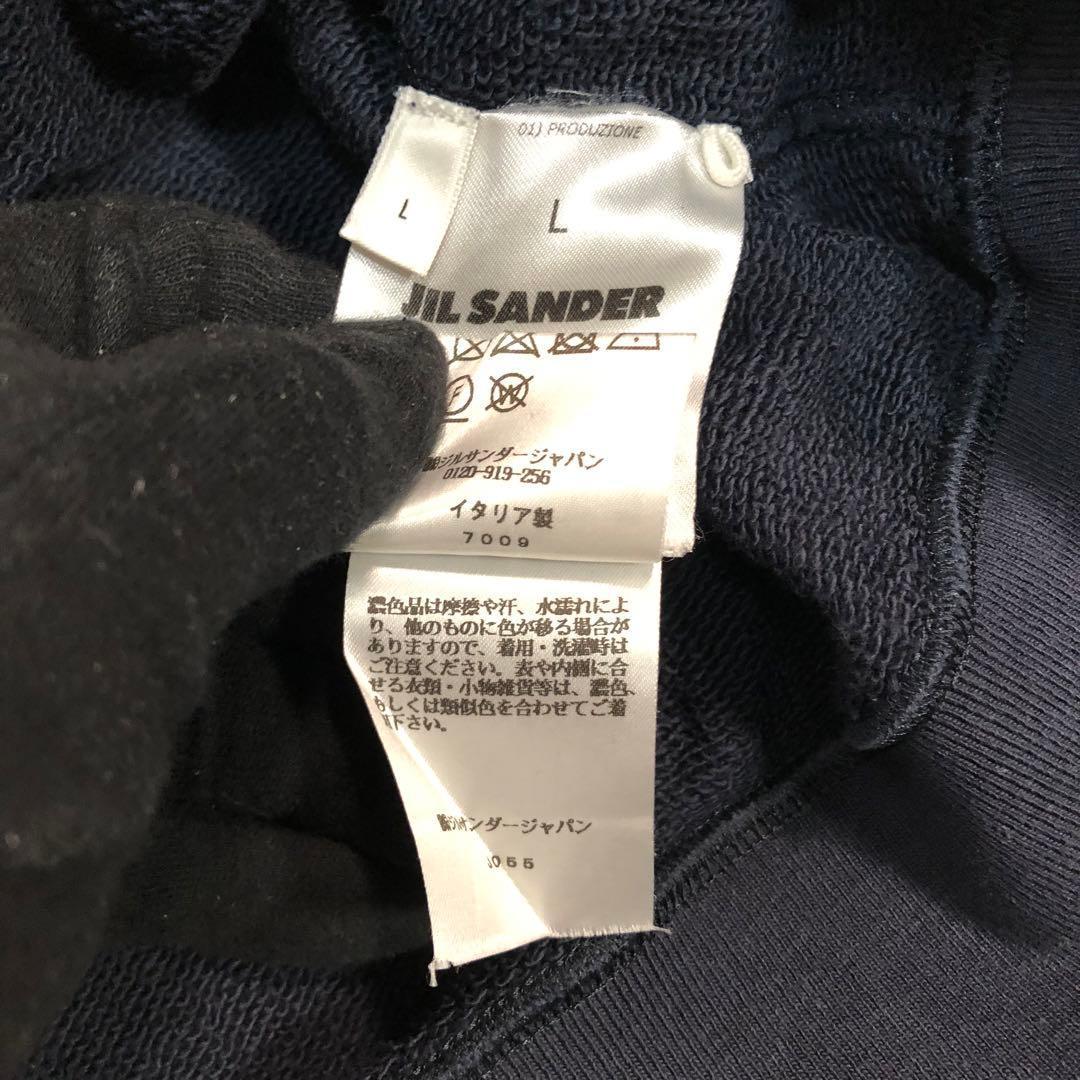 01) PRODUZIONE
L
L
JIL SANDER
F
W
㈱ジルサンダージャパン
0120-919-256
イタリア製
7009
濃色品は摩擦や汗、水濡れによ
り、他のものに色が移る場合が
ありますので、着用・洗濯時は
ご注意ください。表や内側に合
せる衣類・小物雑貨等は、濃色、
もしくは類似色を合わせてご着
下さい。
㈱ジルサンダージャパン
055